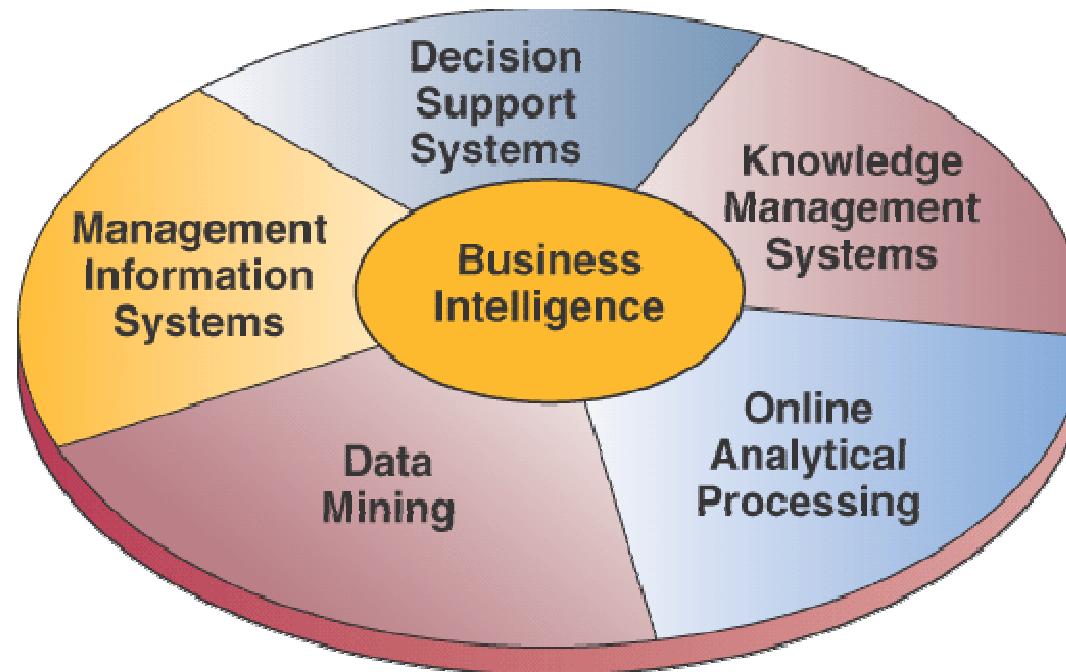 Decision
Support
Systems
Knowledge
Management
Systems
Management
Information
Systems
Business
Intelligence
Online
Analytical
Processing
Data
Mining